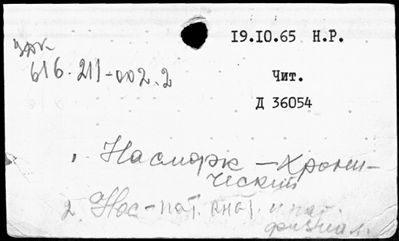 19.10.65 Н.Р.
616.211-002.2
Чит.
Д 36054
1. Насморк - Хрони-
ческий
2. Нос - пат. анат. и пат.
физиол.